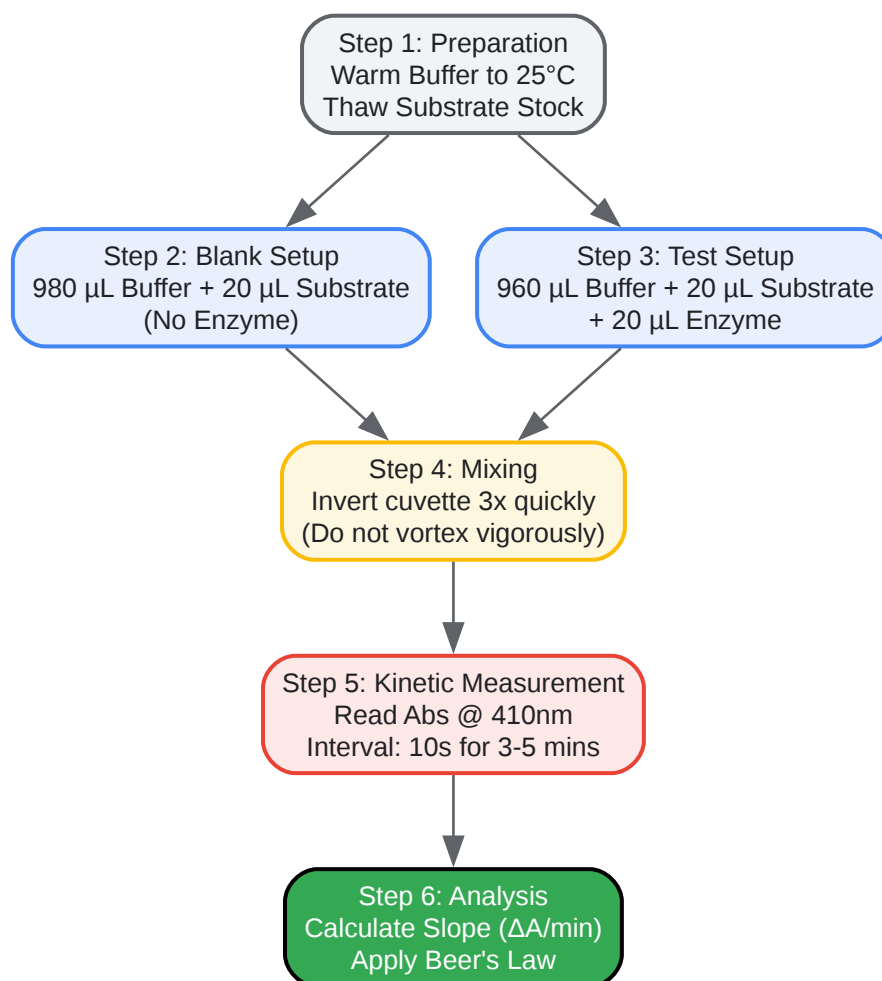 Step 1: Preparation
Warm Buffer to 25°C
Thaw Substrate Stock
Step 2: Blank Setup
980 µL Buffer + 20 µL Substrate
(No Enzyme)
Step 3: Test Setup
960 µL Buffer + 20 µL Substrate
+ 20 µL Enzyme
Step 4: Mixing
Invert cuvette 3x quickly
(Do not vortex vigorously)
Step 5: Kinetic Measurement
Read Abs @ 410nm
Interval: 10s for 3-5 mins
Step 6: Analysis
Calculate Slope (ΔA/min)
Apply Beer's Law